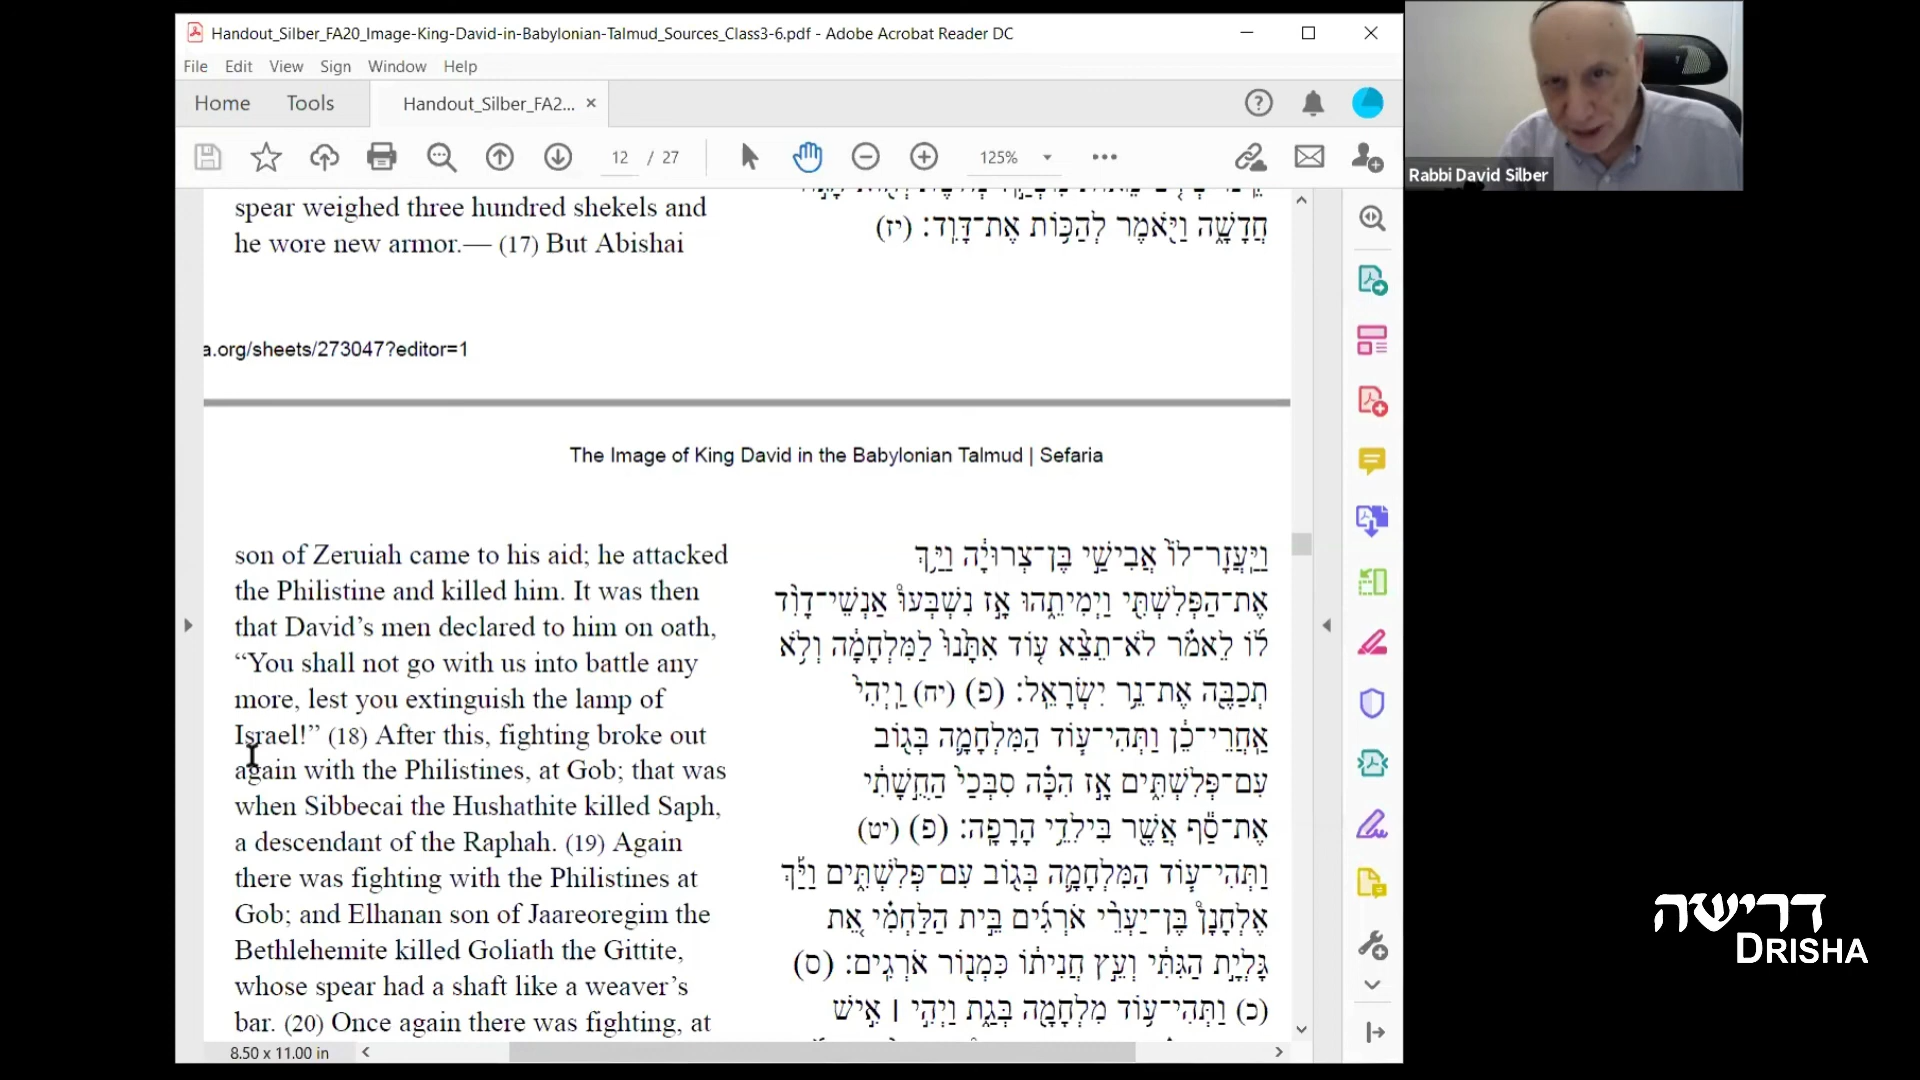 Handout_Silber_FA20_Image-King-David-in-Babylonian-Talmud_Sources_Class3-6.pdf - Adobe Acrobat Reader DC
File Edit View Sign Window Help
Home Tools Handout_Silber_FA2... ×
12 / 27 125%
Rabbi David Silber
spear weighed three hundred shekels and
he wore new armor.— (17) But Abishai
חֲדָשָׁ֑ה וַיֹּ֖אמֶר לְהַכּ֥וֹת אֶת־דָּוִֽד׃ (יז)
a.org/sheets/273047?editor=1
The Image of King David in the Babylonian Talmud | Sefaria
son of Zeruiah came to his aid; he attacked
the Philistine and killed him. It was then
that David’s men declared to him on oath,
“You shall not go with us into battle any
more, lest you extinguish the lamp of
Israel!” (18) After this, fighting broke out
again with the Philistines, at Gob; that was
when Sibbecai the Hushathite killed Saph,
a descendant of the Raphah. (19) Again
there was fighting with the Philistines at
Gob; and Elhanan son of Jaareoregim the
Bethlehemite killed Goliath the Gittite,
whose spear had a shaft like a weaver’s
bar. (20) Once again there was fighting, at
וַיַּֽעֲזָר־לוֹ֙ אֲבִישַׁ֣י בֶּן־צְרוּיָ֔ה וַיַּ֥ךְ
אֶת־הַפְּלִשְׁתִּ֖י וַיְמִיתֵ֑הוּ אָ֣ז נִשְׁבְּעוּ֩ אַנְשֵׁי־דָוִ֨ד
ל֜וֹ לֵאמֹ֗ר לֹא־תֵצֵ֨א ע֤וֹד אִתָּ֙נוּ֙ לַמִּלְחָמָ֔ה וְלֹ֥א
תְכַבֶּ֖ה אֶת־נֵ֥ר יִשְׂרָאֵֽל׃ (פ) (יח) וַֽיְהִי֙
אַֽחֲרֵי־כֵ֔ן וַתְּהִי־ע֧וֹד הַמִּלְחָמָ֛ה בְּג֖וֹב
עִם־פְּלִשְׁתִּ֑ים אָ֣ז הִכָּ֗ה סִבְּכַי֙ הַחֻ֣שָׁתִ֔י
אֶת־סַ֕ף אֲשֶׁ֖ר בִּילִדֵ֥י הָרָפָֽה׃ (פ) (יט)
וַתְּהִי־ע֧וֹד הַמִּלְחָמָ֛ה בְּג֖וֹב עִם־פְּלִשְׁתִּ֑ים וַיַּ֡ךְ
אֶלְחָנָן֩ בֶּן־יַעְרֵ֨י אֹרְגִ֜ים בֵּ֣ית הַלַּחְמִ֗י אֵ֚ת
גׇּלְיָ֣ת הַגִּתִּ֔י וְעֵ֣ץ חֲנִית֔וֹ כִּמְנ֖וֹר אֹרְגִֽים׃ (ס)
(כ) וַתְּהִי־ע֥וֹד מִלְחָמָ֖ה בְּגַ֑ת וַיְהִ֣י ׀ אִ֣ישׁ
8.50 x 11.00 in
דרישה
DRISHA